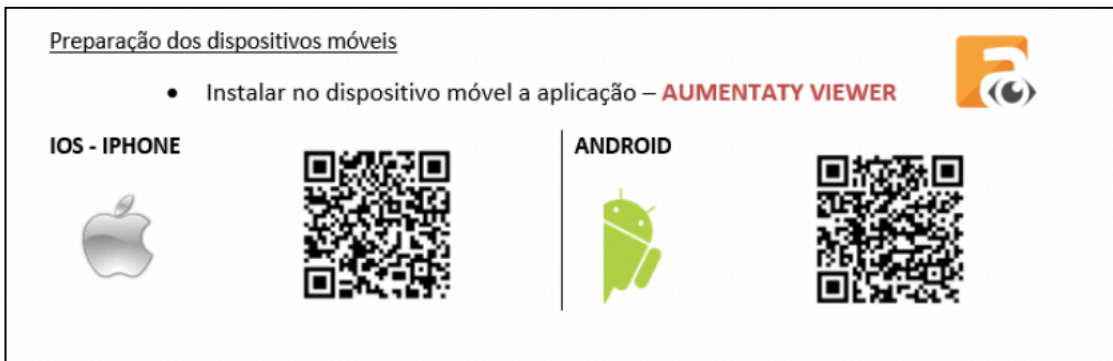 Preparação dos dispositivos móveis
• Instalar no dispositivo móvel a aplicação – AUMENTATY VIEWER
IOS - IPHONE
ANDROID